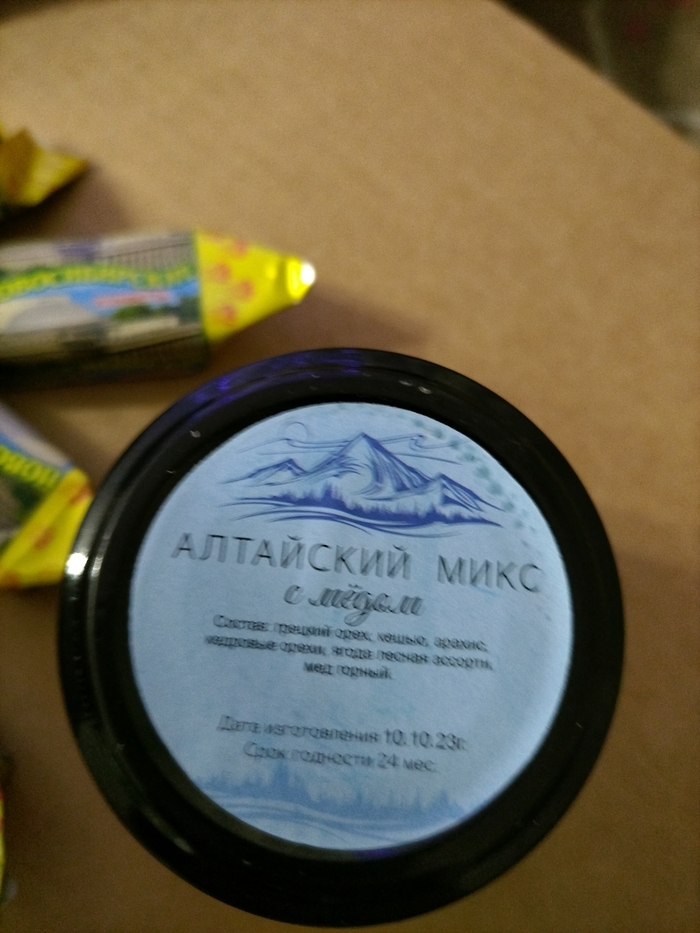 НОВОСИБИРСКИЕ
АЛТАЙСКИЙ МИКС
с мёдом
Состав: грецкий орех, кешью, арахис,
кедровые орехи, ягода лесная ассорти,
мед горный.
Дата изготовления 10.10.23г.
Срок годности 24 мес.